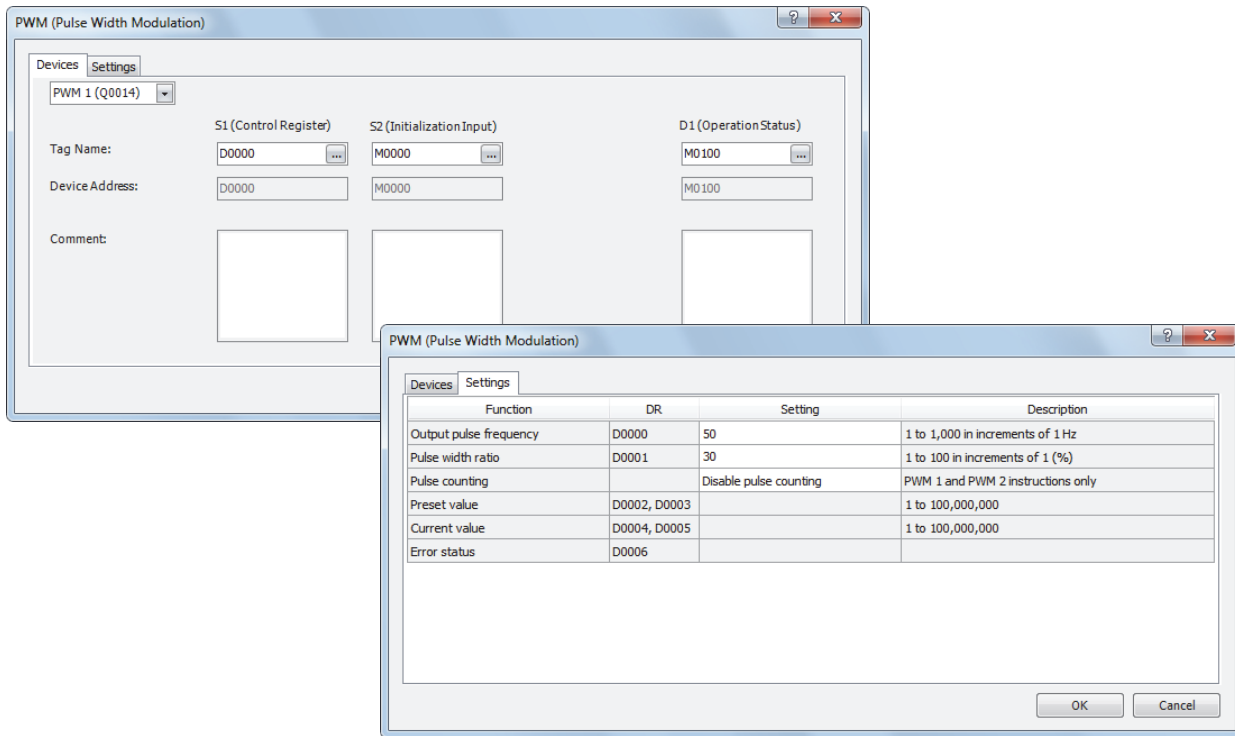 PWM (Pulse Width Modulation)
Devices Settings
PWM 1 (Q0014)
S1 (Control Register) S2 (Initialization Input) D1 (Operation Status)
Tag Name: D0000 ... M0000 ... M0100 ...
Device Address: D0000 M0000 M0100
Comment:
PWM (Pulse Width Modulation)
Devices Settings
Function DR Setting Description
Output pulse frequency D0000 50 1 to 1,000 in increments of 1 Hz
Pulse width ratio D0001 30 1 to 100 in increments of 1 (%)
Pulse counting Disable pulse counting PWM 1 and PWM 2 instructions only
Preset value D0002, D0003 1 to 100,000,000
Current value D0004, D0005 1 to 100,000,000
Error status D0006
OK Cancel